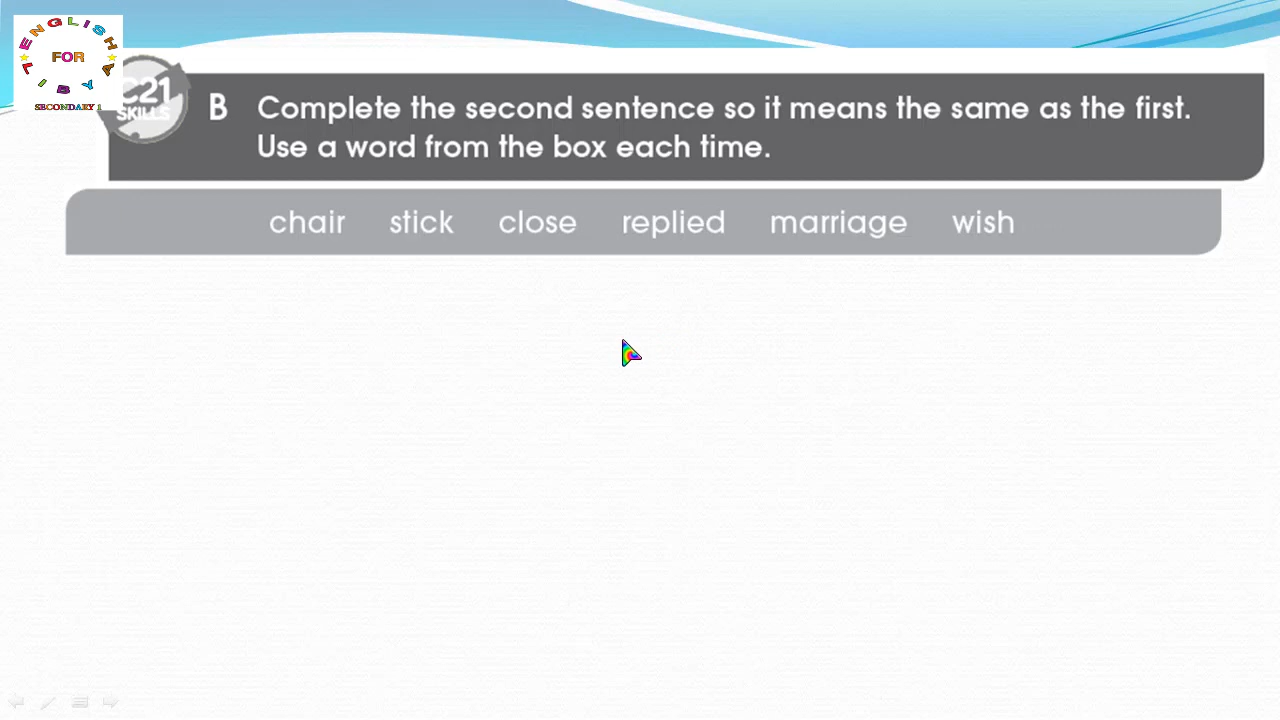 ENGLISH
FOR
LIBYA
SECONDARY 1
C21
SKILLS
B Complete the second sentence so it means the same as the first.
Use a word from the box each time.
chair stick close replied marriage wish